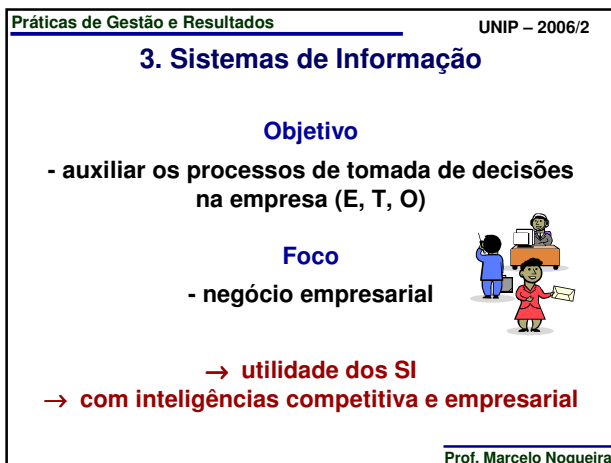 Práticas de Gestão e Resultados
UNIP – 2006/2
3. Sistemas de Informação
Objetivo
- auxiliar os processos de tomada de decisões
na empresa (E, T, O)
Foco
- negócio empresarial
→ utilidade dos SI
→ com inteligências competitiva e empresarial
Prof. Marcelo Nogueira